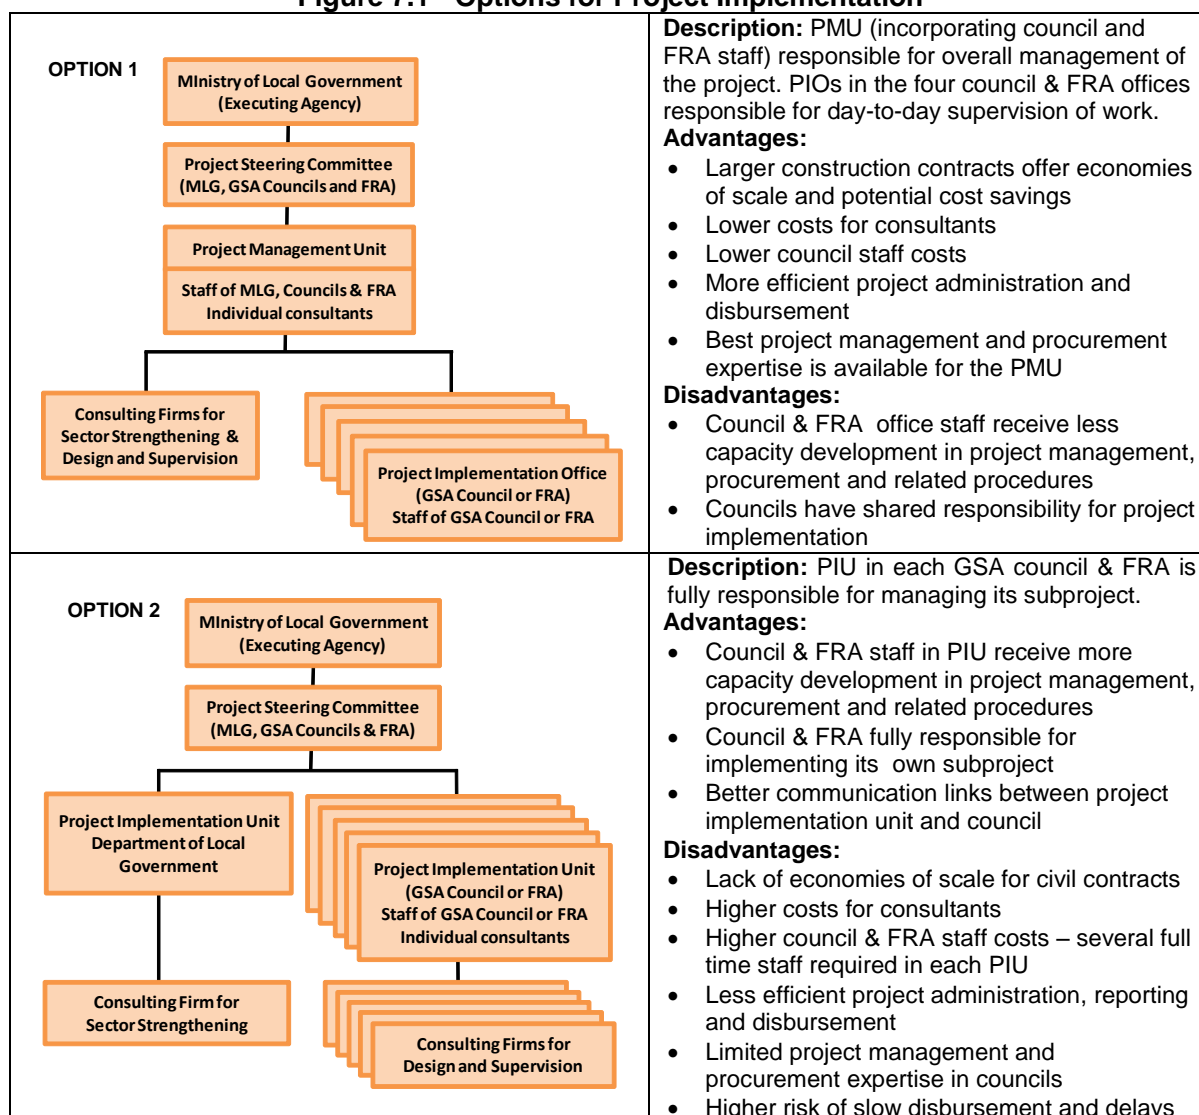 Figure 7.1 - Options for Project Implementation
OPTION 1
MInistry of Local Government
(Executing Agency)
Project Steering Committee
(MLG, GSA Councils and FRA)
Project Management Unit
Staff of MLG, Councils & FRA
Individual consultants
Consulting Firms for
Sector Strengthening &
Design and Supervision
Project Implementation Office
(GSA Council or FRA)
Staff of GSA Council or FRA
Description: PMU (incorporating council and
FRA staff) responsible for overall management of
the project. PIOs in the four council & FRA offices
responsible for day-to-day supervision of work.
Advantages:
• Larger construction contracts offer economies
of scale and potential cost savings
• Lower costs for consultants
• Lower council staff costs
• More efficient project administration and
disbursement
• Best project management and procurement
expertise is available for the PMU
Disadvantages:
• Council & FRA office staff receive less
capacity development in project management,
procurement and related procedures
• Councils have shared responsibility for project
implementation
OPTION 2
MInistry of Local Government
(Executing Agency)
Project Steering Committee
(MLG, GSA Councils & FRA)
Project Implementation Unit
Department of Local
Government
Project Implementation Unit
(GSA Council or FRA)
Staff of GSA Council or FRA
Individual consultants
Consulting Firm for
Sector Strengthening
Consulting Firms for
Design and Supervision
Description: PIU in each GSA council & FRA is
fully responsible for managing its subproject.
Advantages:
• Council & FRA staff in PIU receive more
capacity development in project management,
procurement and related procedures
• Council & FRA fully responsible for
implementing its own subproject
• Better communication links between project
implementation unit and council
Disadvantages:
• Lack of economies of scale for civil contracts
• Higher costs for consultants
• Higher council & FRA staff costs – several full
time staff required in each PIU
• Less efficient project administration, reporting
and disbursement
• Limited project management and
procurement expertise in councils
• Higher risk of slow disbursement and delays